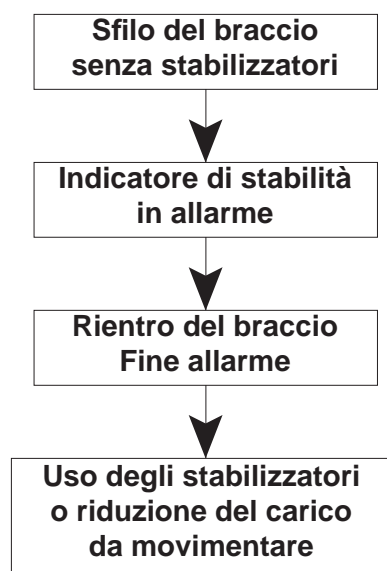 Sfilo del braccio
senza stabilizzatori
Indicatore di stabilità
in allarme
Rientro del braccio
Fine allarme
Uso degli stabilizzatori
o riduzione del carico
da movimentare